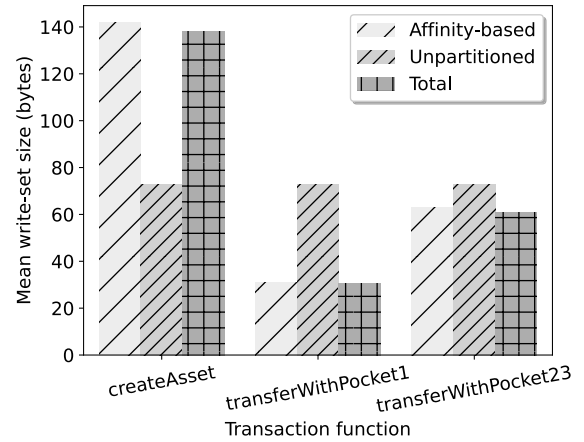 Mean write-set size (bytes)
140
120
100
80
60
40
20
0
Affinity-based
Unpartitioned
Total
createAsset
transferWithPocket1
transferWithPocket23
Transaction function